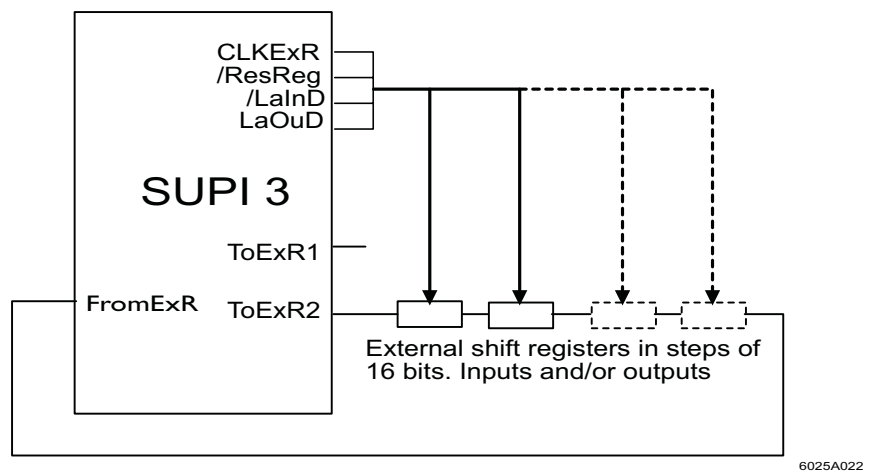 CLKExR
/ResReg
/LaInD
LaOuD
SUPI 3
ToExR1
FromExR
ToExR2
External shift registers in steps of
16 bits. Inputs and/or outputs
6025A022